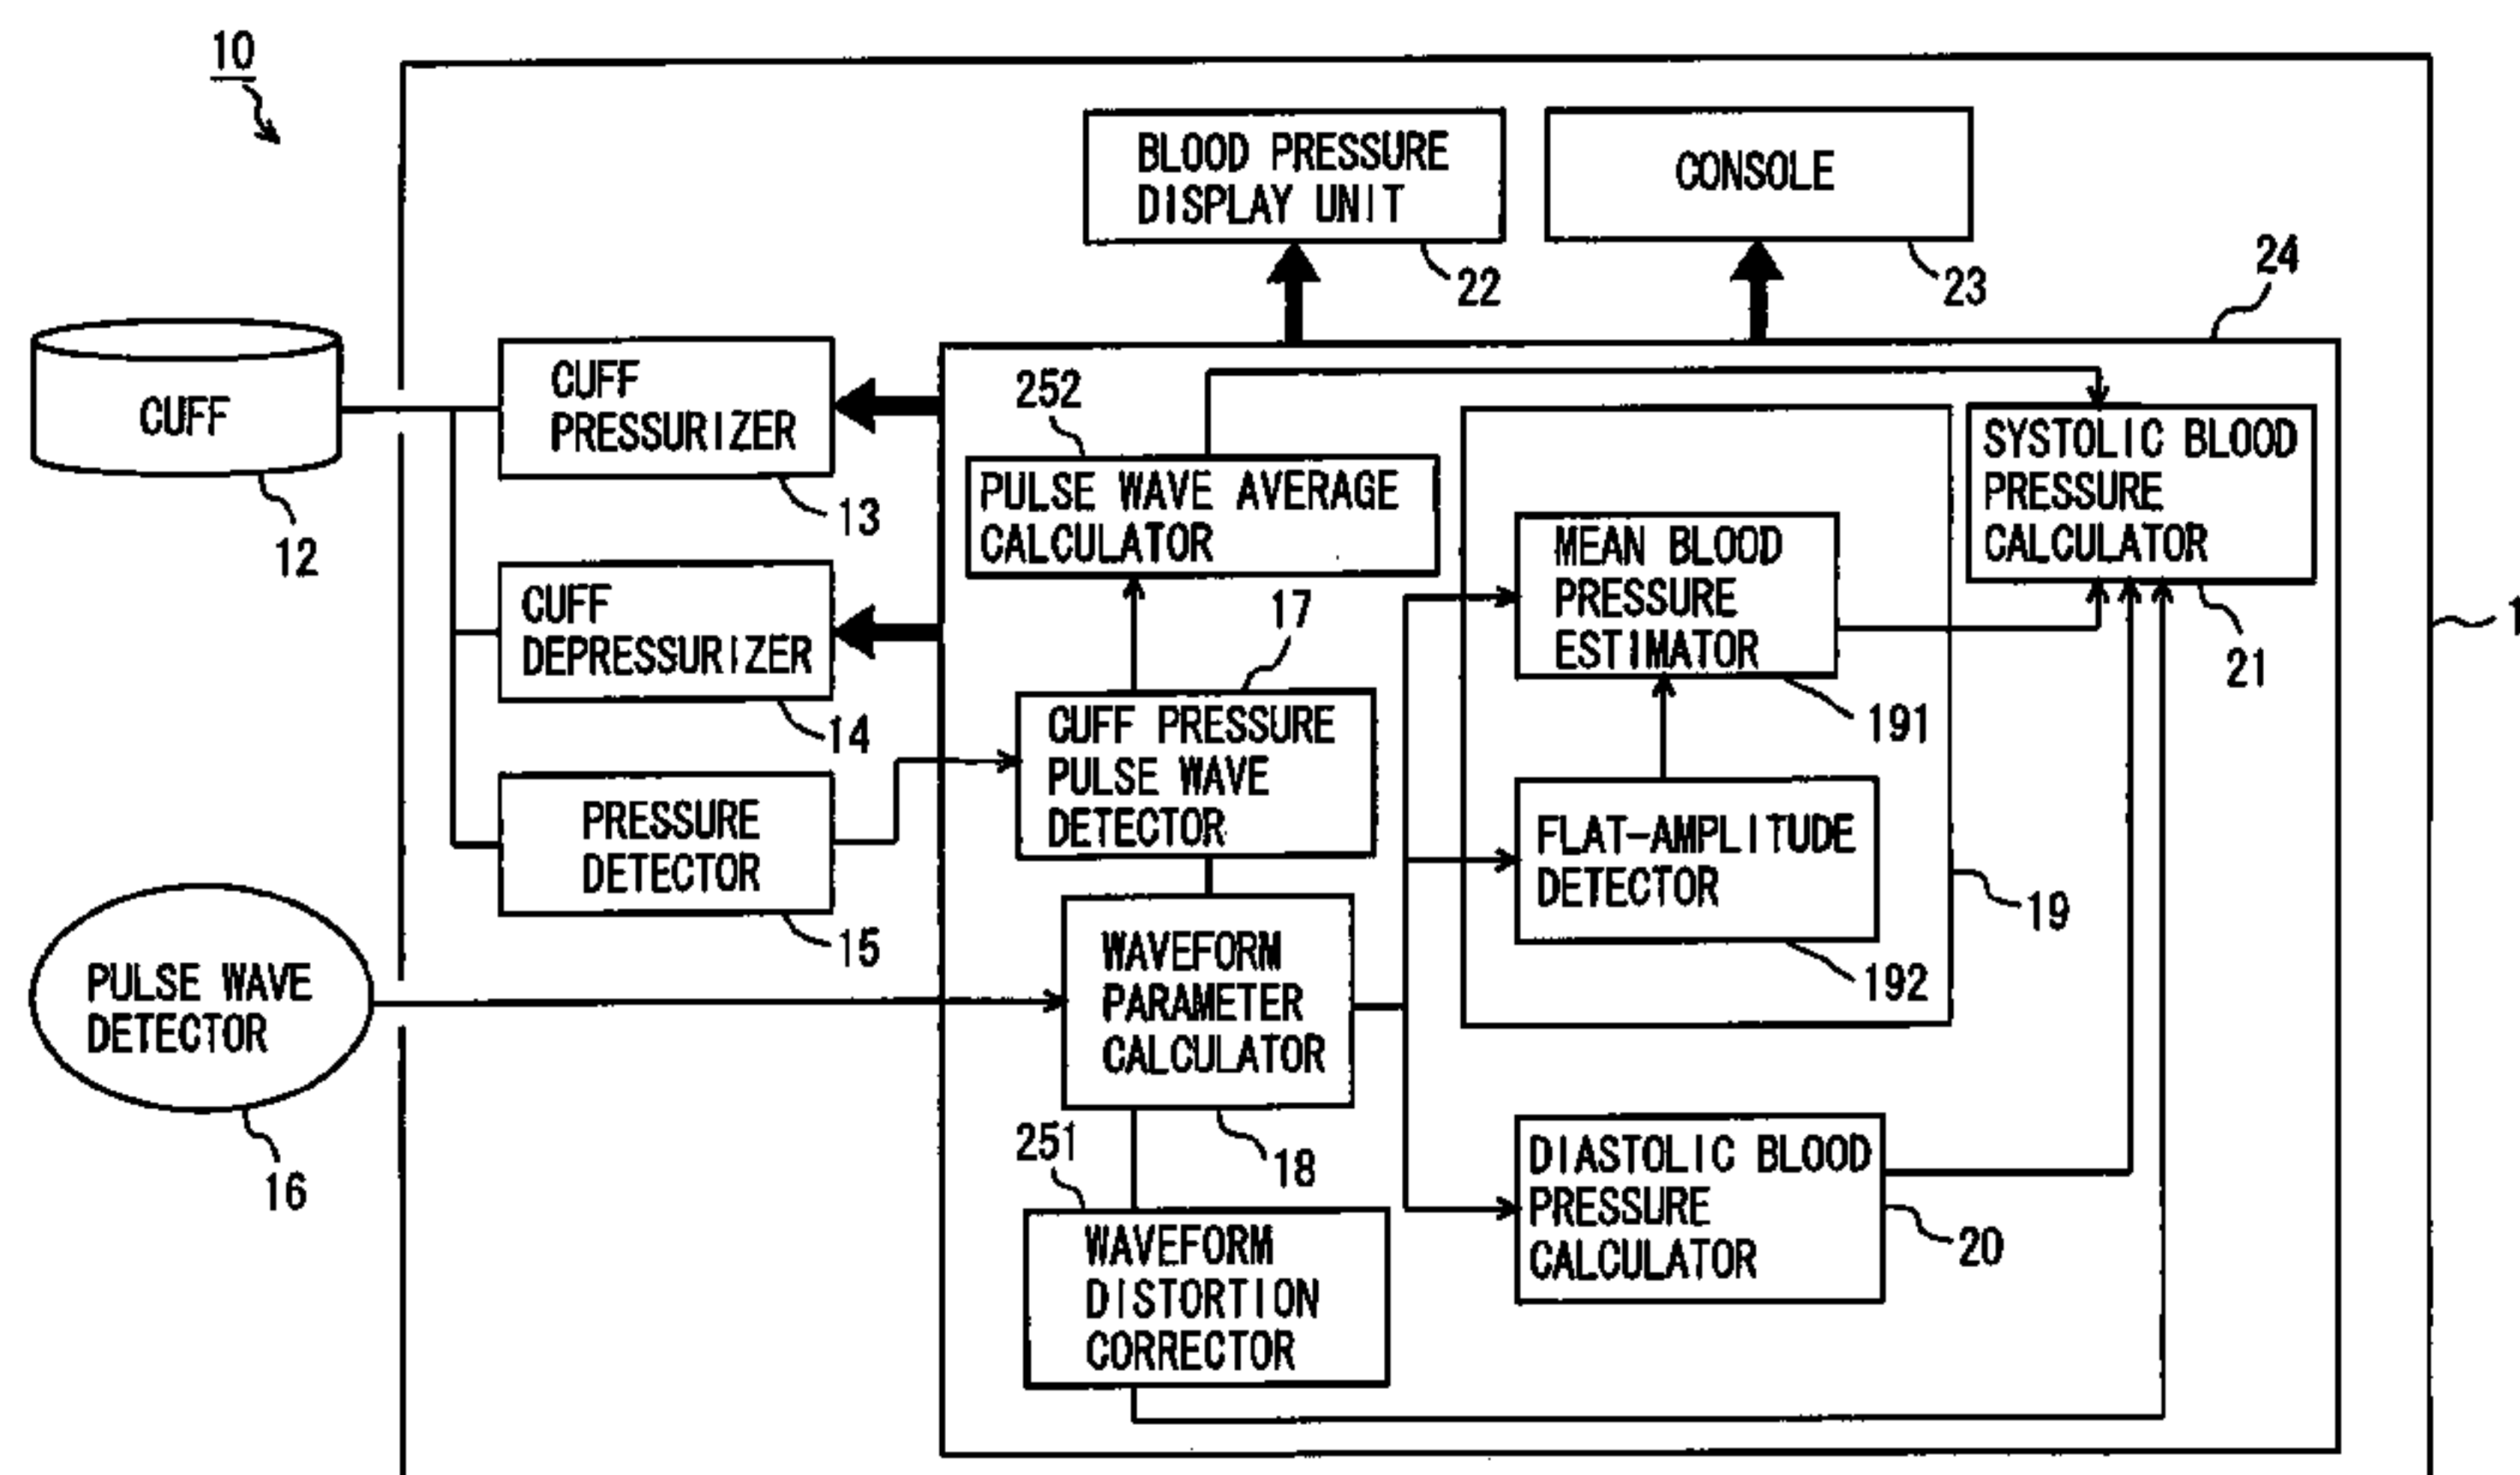 10
BLOOD PRESSURE
DISPLAY UNIT
22
CONSOLE
23
24
CUFF
12
CUFF
PRESSURIZER
13
CUFF
DEPRESSURIZER
14
PRESSURE
DETECTOR
15
PULSE WAVE
DETECTOR
16
252
PULSE WAVE AVERAGE
CALCULATOR
17
CUFF PRESSURE
PULSE WAVE
DETECTOR
WAVEFORM
PARAMETER
CALCULATOR
18
251
WAVEFORM
DISTORTION
CORRECTOR
MEAN BLOOD
PRESSURE
ESTIMATOR
191
FLAT-AMPLITUDE
DETECTOR
192
19
DIASTOLIC BLOOD
PRESSURE
CALCULATOR
20
SYSTOLIC BLOOD
PRESSURE
CALCULATOR
21